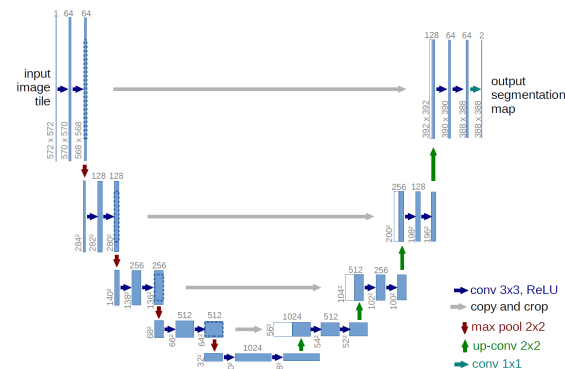 1 64 64
128 64 64 2
input
image
tile
output
segmentation
map
572 x 572
570 x 570
568 x 568
392 x 392
390 x 390
388 x 388
388 x 388
128 128
256 128
284²
282²
280²
200²
198²
196²
256 256
512 256
140²
138²
136²
104²
102²
100²
512 512
1024 512
68²
66²
64²
56²
54²
52²
1024
32²
conv 3x3, ReLU
copy and crop
max pool 2x2
up-conv 2x2
conv 1x1